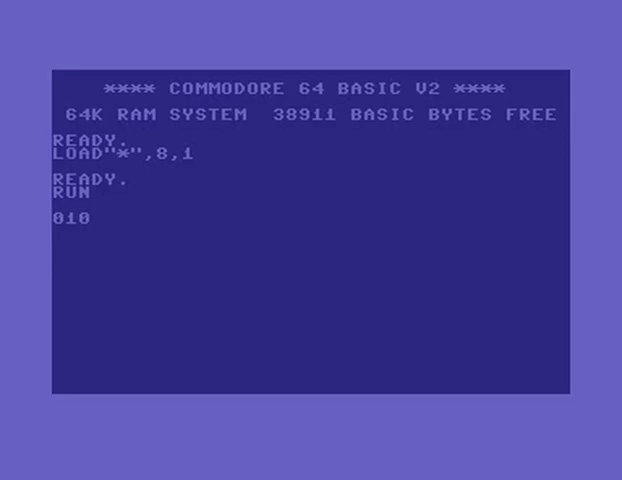 **** COMMODORE 64 BASIC V2 ****
64K RAM SYSTEM  38911 BASIC BYTES FREE
READY.
LOAD"*",8,1
READY.
RUN
010